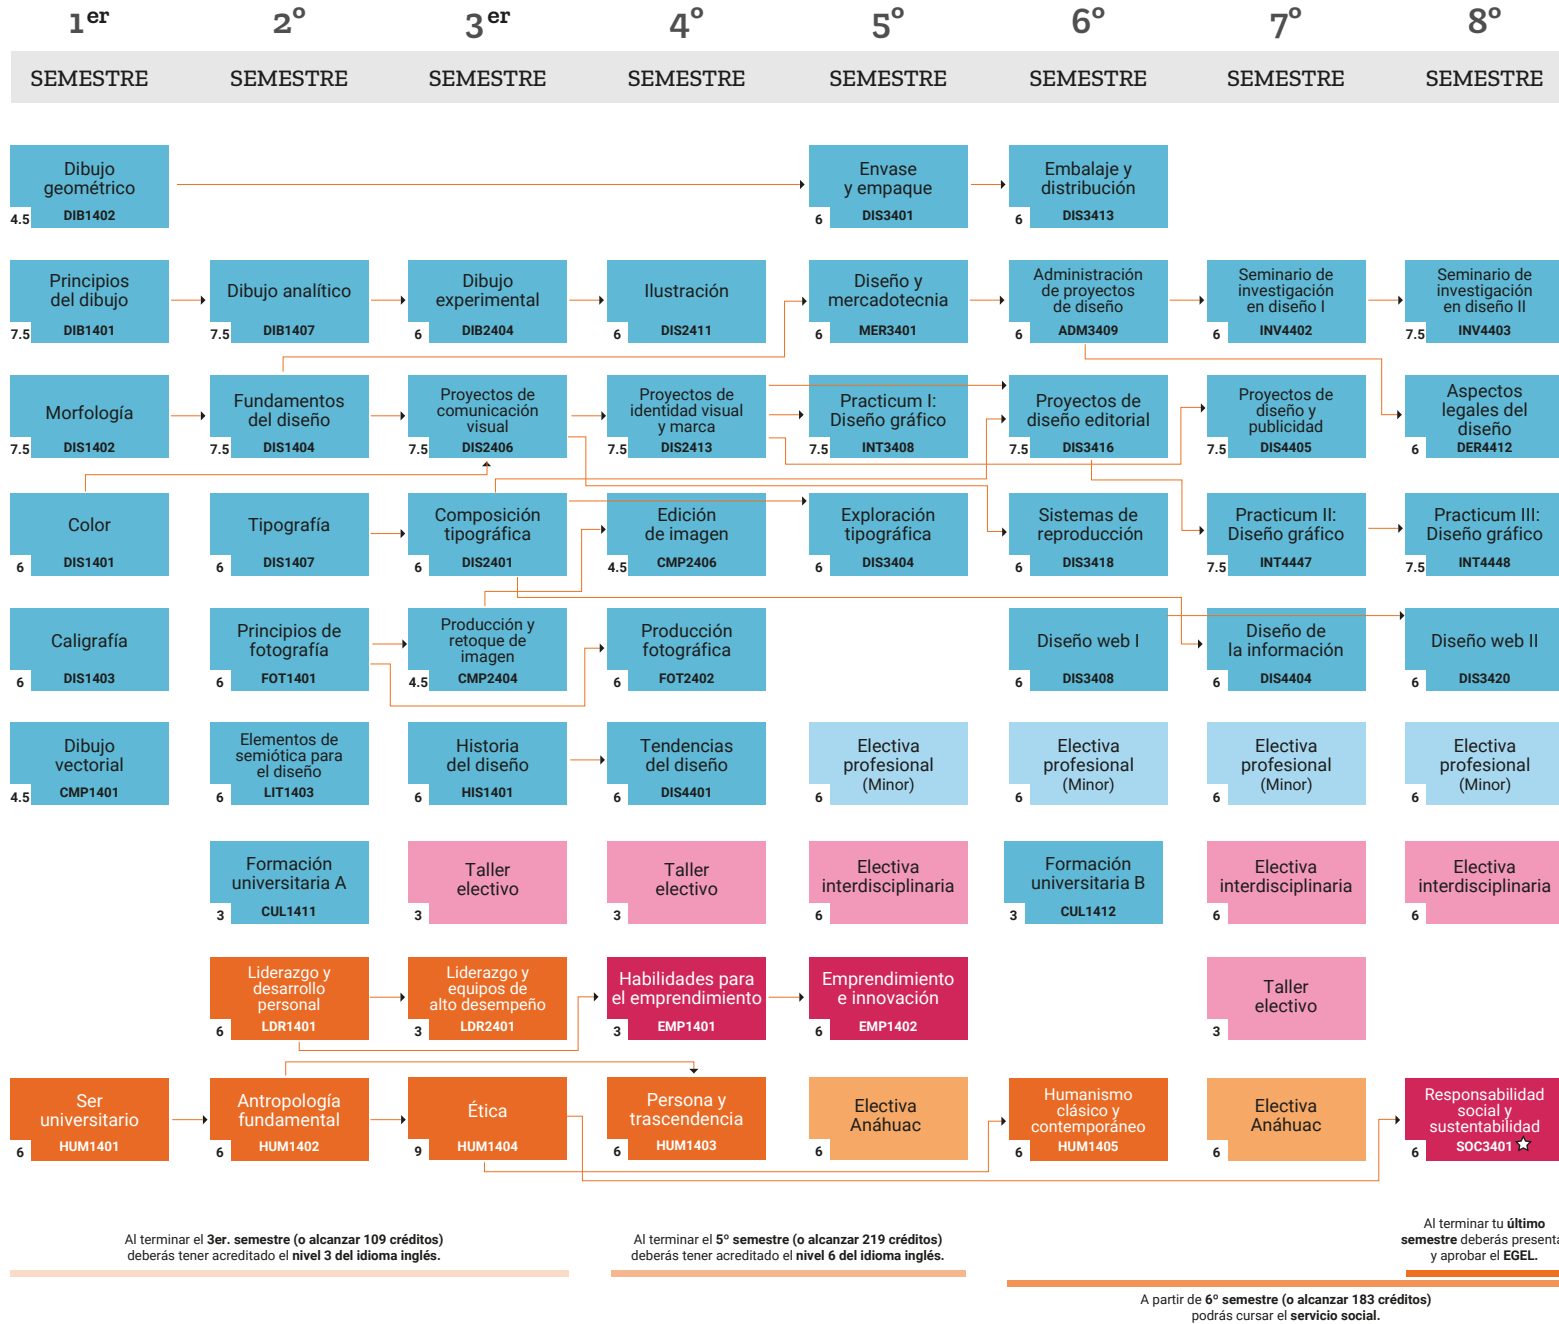 1er 2º 3er 4º 5º 6º 7º 8º
SEMESTRE SEMESTRE SEMESTRE SEMESTRE SEMESTRE SEMESTRE SEMESTRE SEMESTRE
Dibujo
geométrico
4.5 DIB1402
Envase
y empaque
6 DIS3401
Embalaje y
distribución
6 DIS3413
Principios
del dibujo
7.5 DIB1401
Dibujo analítico
7.5 DIB1407
Dibujo
experimental
6 DIB2404
Ilustración
6 DIS2411
Diseño y
mercadotecnia
6 MER3401
Administración
de proyectos
de diseño
6 ADM3409
Seminario de
investigación
en diseño I
6 INV4402
Seminario de
investigación
en diseño II
7.5 INV4403
Morfología
7.5 DIS1402
Fundamentos
del diseño
7.5 DIS1404
Proyectos de
comunicación
visual
7.5 DIS2406
Proyectos de
identidad visual
y marca
7.5 DIS2413
Practicum I:
Diseño gráfico
7.5 INT3408
Proyectos de
diseño editorial
7.5 DIS3416
Proyectos de
diseño y
publicidad
7.5 DIS4405
Aspectos
legales del
diseño
6 DER4412
Color
6 DIS1401
Tipografía
6 DIS1407
Composición
tipográfica
6 DIS2401
Edición
de imagen
4.5 CMP2406
Exploración
tipográfica
6 DIS3404
Sistemas de
reproducción
6 DIS3418
Practicum II:
Diseño gráfico
7.5 INT4447
Practicum III:
Diseño gráfico
7.5 INT4448
Caligrafía
6 DIS1403
Principios de
fotografía
6 FOT1401
Producción y
retoque de
imagen
4.5 CMP2404
Producción
fotográfica
6 FOT2402
Diseño web I
6 DIS3408
Diseño de
la información
6 DIS4404
Diseño web II
6 DIS3420
Dibujo
vectorial
4.5 CMP1401
Elementos de
semiótica para
el diseño
6 LIT1403
Historia
del diseño
6 HIS1401
Tendencias
del diseño
6 DIS4401
Electiva
profesional
(Minor)
6
Electiva
profesional
(Minor)
6
Electiva
profesional
(Minor)
6
Electiva
profesional
(Minor)
6
Formación
universitaria A
3 CUL1411
Taller
electivo
3
Taller
electivo
3
Electiva
interdisciplinaria
6
Formación
universitaria B
3 CUL1412
Electiva
interdisciplinaria
6
Electiva
interdisciplinaria
6
Liderazgo y
desarrollo
personal
6 LDR1401
Liderazgo y
equipos de
alto desempeño
3 LDR2401
Habilidades para
el emprendimiento
3 EMP1401
Emprendimiento
e innovación
6 EMP1402
Taller
electivo
3
Ser
universitario
6 HUM1401
Antropología
fundamental
6 HUM1402
Ética
9 HUM1404
Persona y
trascendencia
6 HUM1403
Electiva
Anáhuac
6
Humanismo
clásico y
contemporáneo
6 HUM1405
Electiva
Anáhuac
6
Responsabilidad
social y
sustentabilidad
6 SOC3401
Al terminar el 3er. semestre (o alcanzar 109 créditos)
deberás tener acreditado el nivel 3 del idioma inglés.
Al terminar el 5º semestre (o alcanzar 219 créditos)
deberás tener acreditado el nivel 6 del idioma inglés.
Al terminar tu último
semestre deberás presenta
y aprobar el EGEL.
A partir de 6º semestre (o alcanzar 183 créditos)
podrás cursar el servicio social.